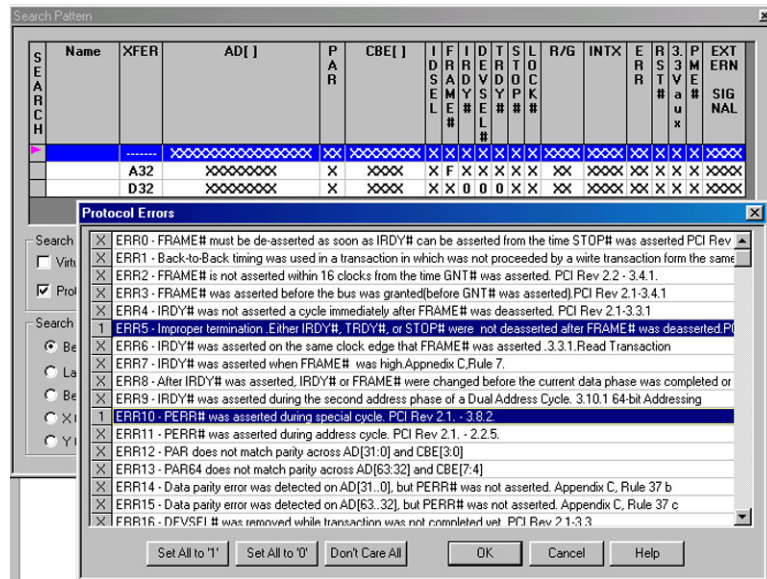 Search Pattern
SEARCH Name XFER AD[ ] PAR CBE[ ] IDSEL FRAME# IRDY# DEVSEL# TRDY# STOP# LOCK# R/G INTX ERR RST# 3.3Vaux PME# EXTERN SIGNAL
------- XXXXXXXXXXXXXXXX XX XXXX X X X X X X X XX XXXX XX X X X XXXX
A32 XXXXXXXX X XXXX X F X X X X X XX XXXX XX X X X XXXX
D32 XXXXXXXX X XXXX X X 0 0 0 X X XX XXXX XX X X X XXXX
Protocol Errors
Search
Virtu
Prot
Search
Be
La
Be
X
Y
X ERR0 - FRAME# must be de-asserted as soon as IRDY# can be asserted from the time STOP# was asserted PCI Rev
X ERR1 - Back-to-Back timing was used in a transaction in which was not proceeded by a wirte transaction form the same
X ERR2 - FRAME# is not asserted within 16 clocks from the time GNT# was asserted. PCI Rev 2.2 - 3.4.1.
X ERR3 - FRAME# was asserted before the bus was granted(before GNT# was asserted).PCI Rev 2.1-3.4.1
X ERR4 - IRDY# was not asserted a cycle immediately after FRAME# was deasserted. PCI Rev 2.1-3.3.1
1 ERR5 - Improper termination .Either IRDY#, TRDY#, or STOP# were not deasserted after FRAME# was deasserted.P
X ERR6 - IRDY# was asserted on the same clock edge that FRAME# was asserted .3.3.1.Read Transaction
X ERR7 - IRDY# was asserted when FRAME# was high.Appnedix C,Rule 7.
X ERR8 - After IRDY# was asserted, IRDY# or FRAME# were changed before the current data phase was completed or
X ERR9 - IRDY# was asserted during the second address phase of a Dual Address Cycle. 3.10.1 64-bit Addressing
1 ERR10 - PERR# was asserted during special cycle. PCI Rev 2.1. - 3.8.2.
X ERR11 - PERR# was asserted during address cycle. PCI Rev 2.1. - 2.2.5.
X ERR12 - PAR does not match parity across AD[31:0] and CBE[3:0]
X ERR13 - PAR64 does not match parity across AD[63:32] and CBE[7:4]
X ERR14 - Data parity error was detected on AD[31..0], but PERR# was not asserted. Appendix C, Rule 37 b
X ERR15 - Data parity error was detected on AD[63..32], but PERR# was not asserted. Appendix C, Rule 37 c
X ERR16 - DEVSEL# was removed while transaction was not completed yet. PCI Rev 2.1-3.3
Set All to '1' Set All to '0' Don't Care All OK Cancel Help